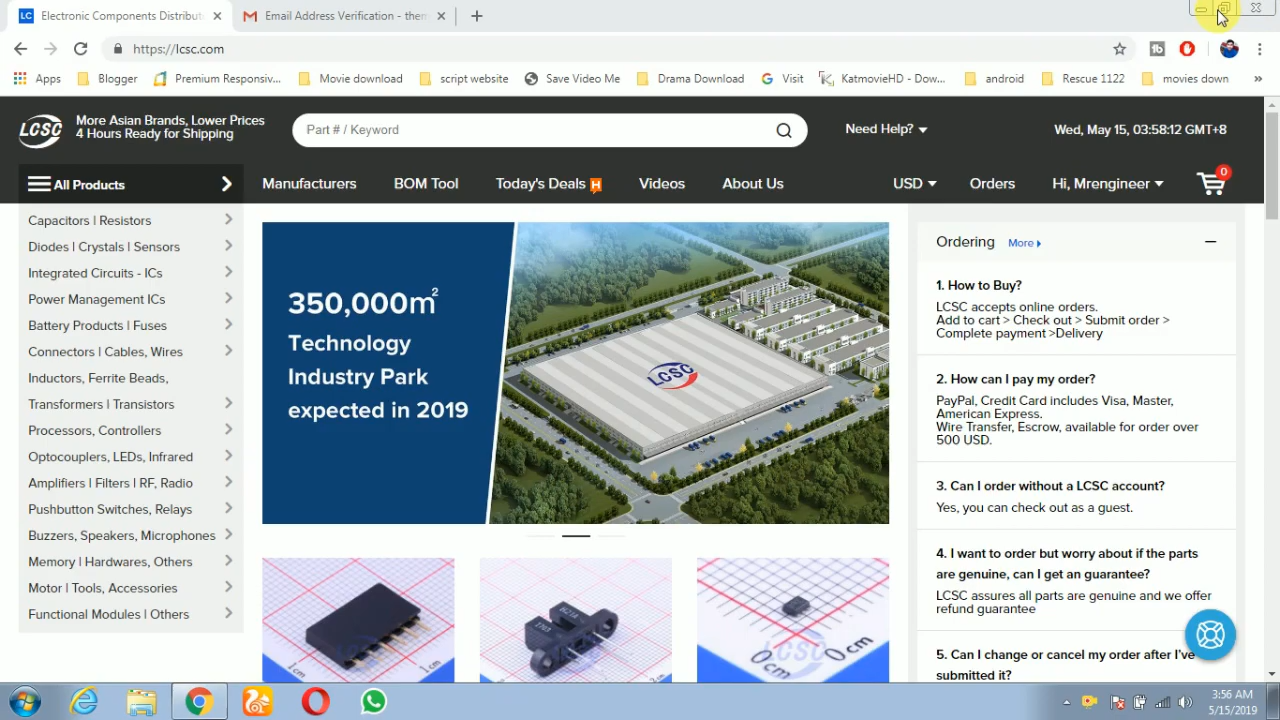 Electronic Components Distribut
Email Address Verification - them
https://lcsc.com
Apps
Blogger
Premium Responsiv...
Movie download
script website
Save Video Me
Drama Download
Visit
KatmovieHD - Dow...
android
Rescue 1122
movies down
»
LCSC
More Asian Brands, Lower Prices
4 Hours Ready for Shipping
Part # / Keyword
Need Help?
Wed, May 15, 03:58:12 GMT+8
All Products
Manufacturers
BOM Tool
Today's Deals H
Videos
About Us
USD
Orders
Hi, Mrengineer
0
Capacitors | Resistors
Diodes | Crystals | Sensors
Integrated Circuits - ICs
Power Management ICs
Battery Products | Fuses
Connectors | Cables, Wires
Inductors, Ferrite Beads,
Transformers | Transistors
Processors, Controllers
Optocouplers, LEDs, Infrared
Amplifiers | Filters | RF, Radio
Pushbutton Switches, Relays
Buzzers, Speakers, Microphones
Memory | Hardwares, Others
Motor | Tools, Accessories
Functional Modules | Others
350,000m²
Technology
Industry Park
expected in 2019
LCSC
Ordering More
1. How to Buy?
LCSC accepts online orders.
Add to cart > Check out > Submit order >
Complete payment >Delivery
2. How can I pay my order?
PayPal, Credit Card includes Visa, Master,
American Express.
Wire Transfer, Escrow, available for order over
500 USD.
3. Can I order without a LCSC account?
Yes, you can check out as a guest.
4. I want to order but worry about if the parts
are genuine, can I get an guarantee?
LCSC assures all parts are genuine and we offer
refund guarantee
5. Can I change or cancel my order after I've
submitted it?
3:56 AM
5/15/2019